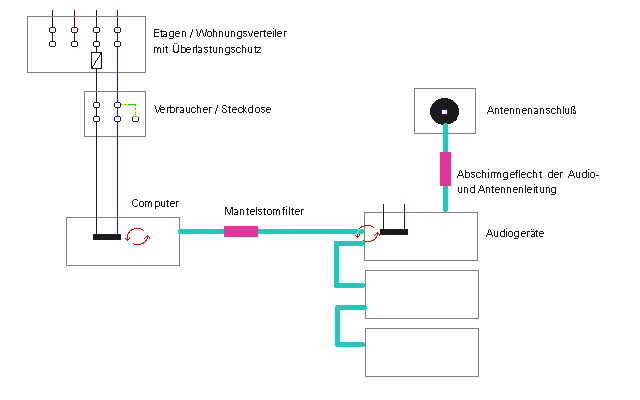 Etagen / Wohnungsverteiler
mit Überlastungschutz
Verbraucher / Steckdose
Antennenanschluß
Abschirmgeflecht der Audio-
und Antennenleitung
Computer
Mantelstomfilter
Audiogeräte